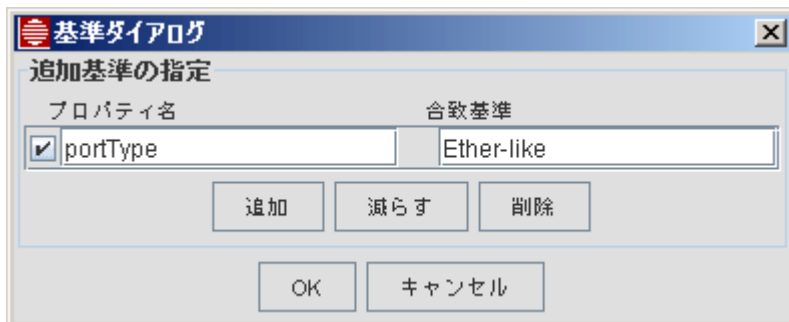 基準ダイアログ
追加基準の指定
プロパティ名 合致基準
portType Ether-like
追加 減らす 削除
OK キャンセル